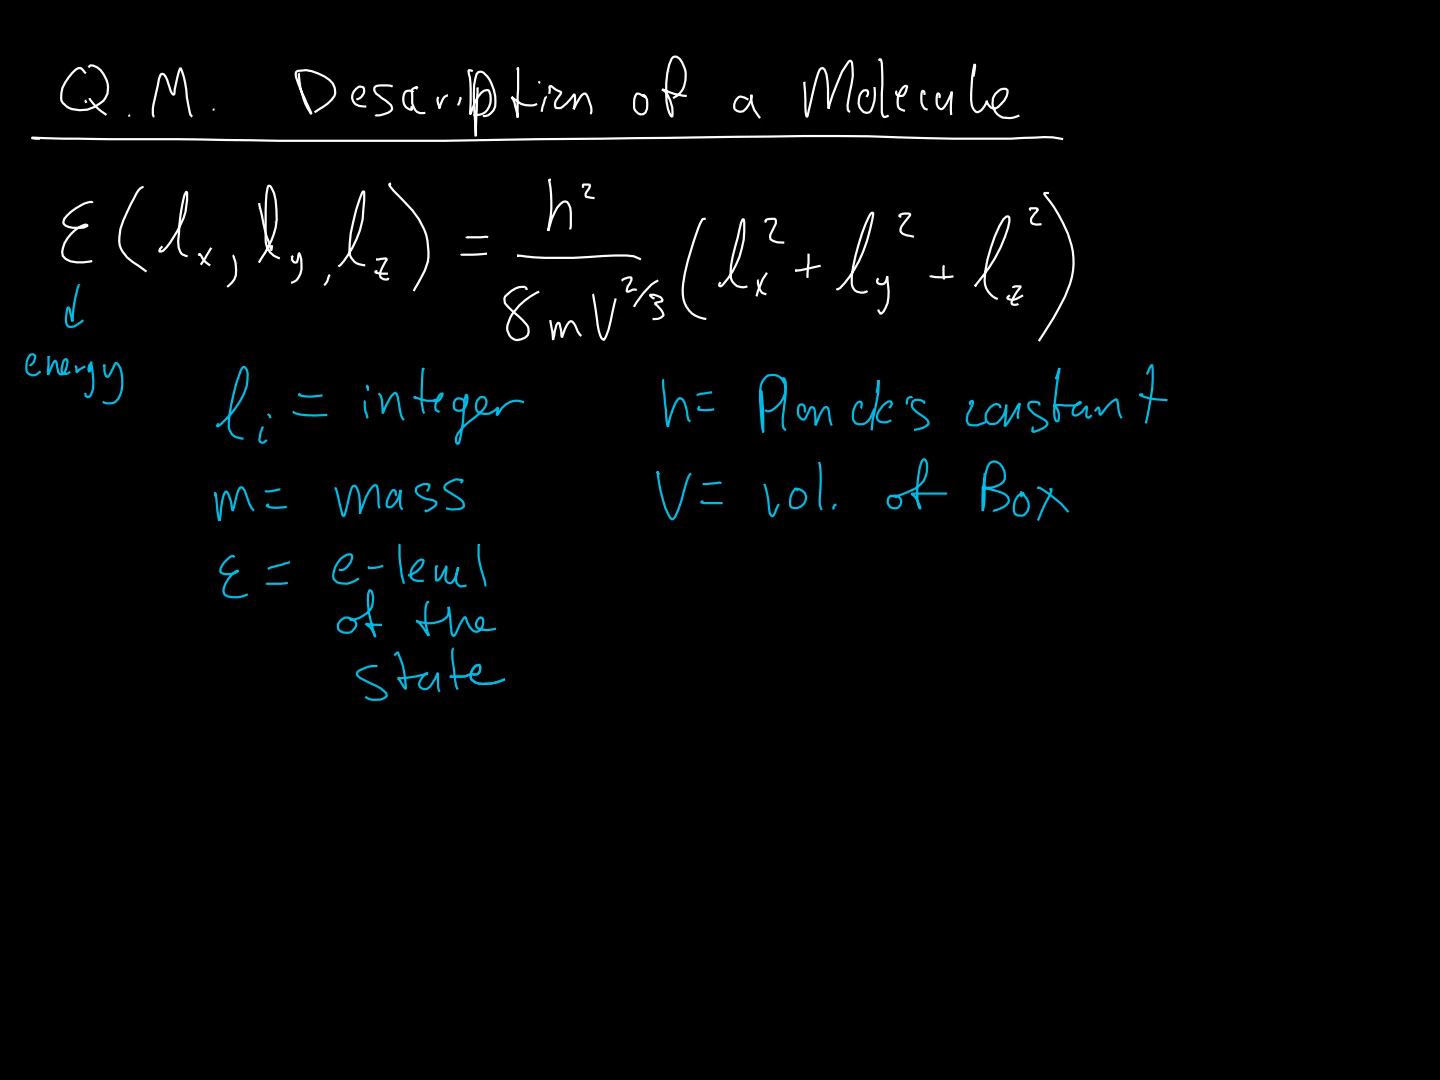 Q.M. Description of a Molecule
ε(lx, ly, lz) = h²/8mV^2/3 (lx² + ly² + lz²)
energy
li = integer h= Planck's constant
m= mass V= vol. of Box
ε= e-level
of the
state